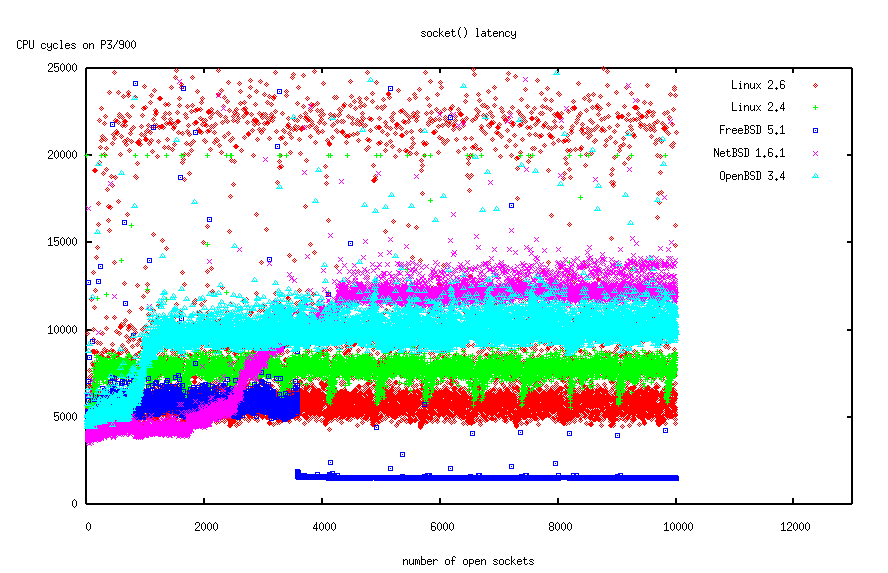 socket() latency
CPU cycles on P3/900
25000
20000
15000
10000
5000
0
Linux 2.6
Linux 2.4
FreeBSD 5.1
NetBSD 1.6.1
OpenBSD 3.4
0 2000 4000 6000 8000 10000 12000
number of open sockets